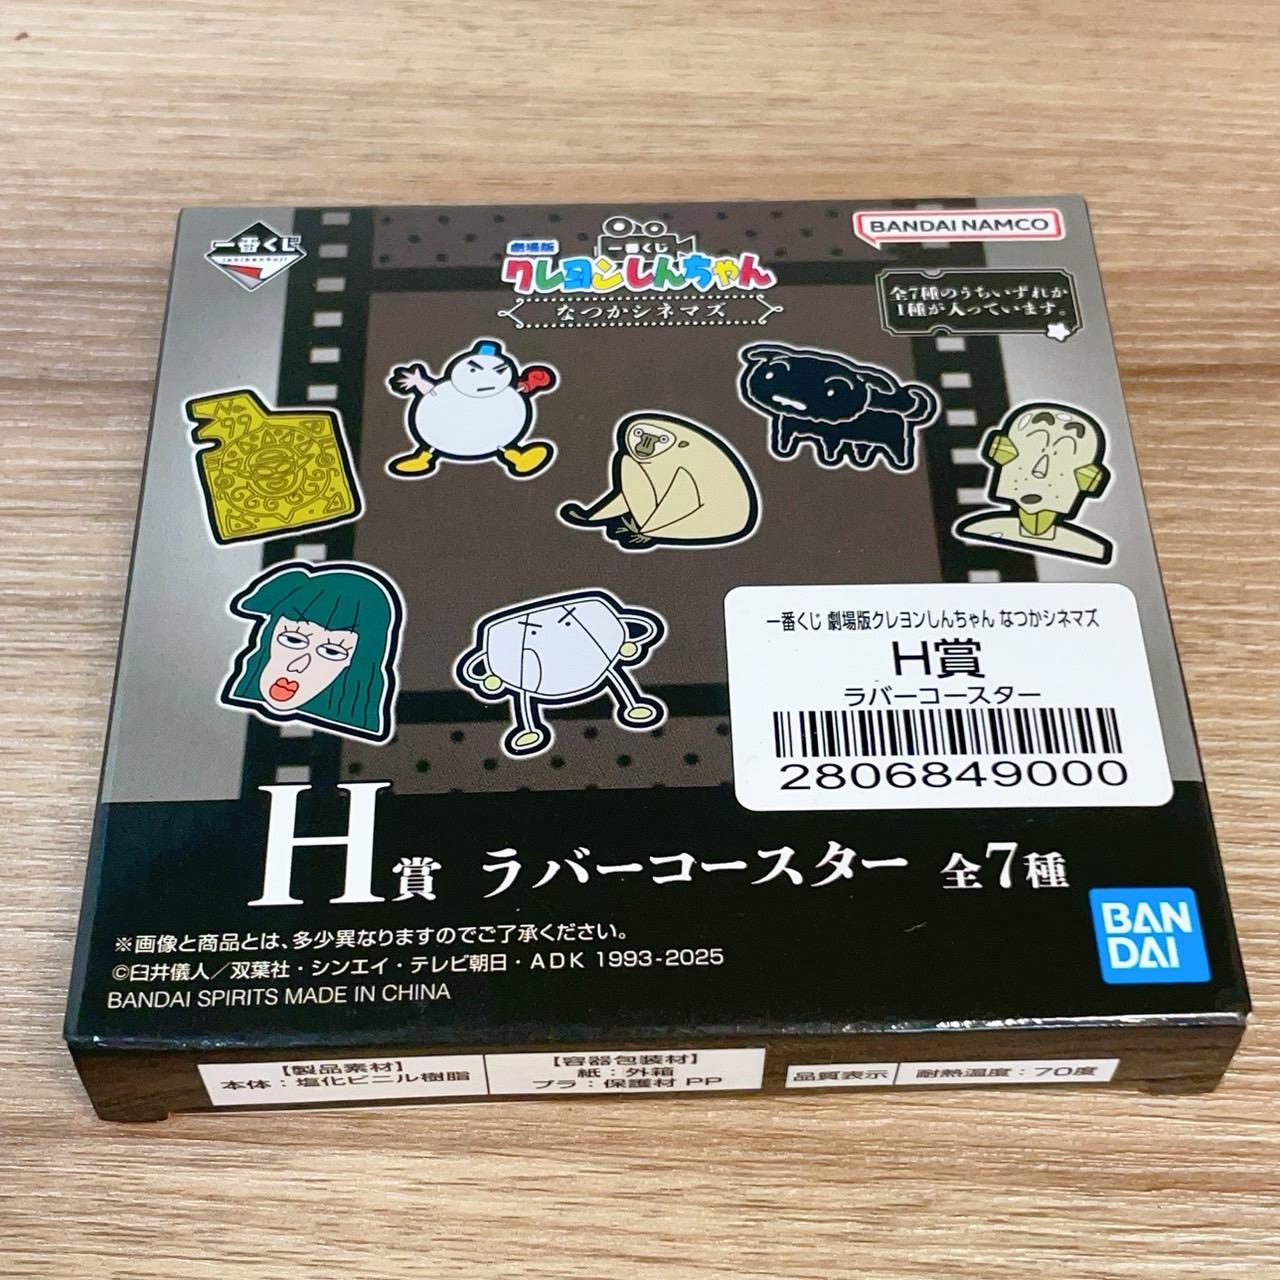 一番くじ
ichibankuji
劇場版
一番くじ
クレヨンしんちゃん
なつかシネマズ
BANDAI NAMCO
全7種のうちいずれか
1種が入っています。
No.99
一番くじ 劇場版クレヨンしんちゃん なつかシネマズ
H賞
ラバーコースター
2806849000
H賞 ラバーコースター 全7種
※画像と商品とは、多少異なりますのでご了承ください。
©臼井儀人／双葉社・シンエイ・テレビ朝日・ADK 1993-2025
BANDAI SPIRITS MADE IN CHINA
BAN
DAI
【製品素材】
本体：塩化ビニル樹脂
【容器包装材】
紙：外箱
プラ：保護材 PP
品質表示
耐熱温度：70度